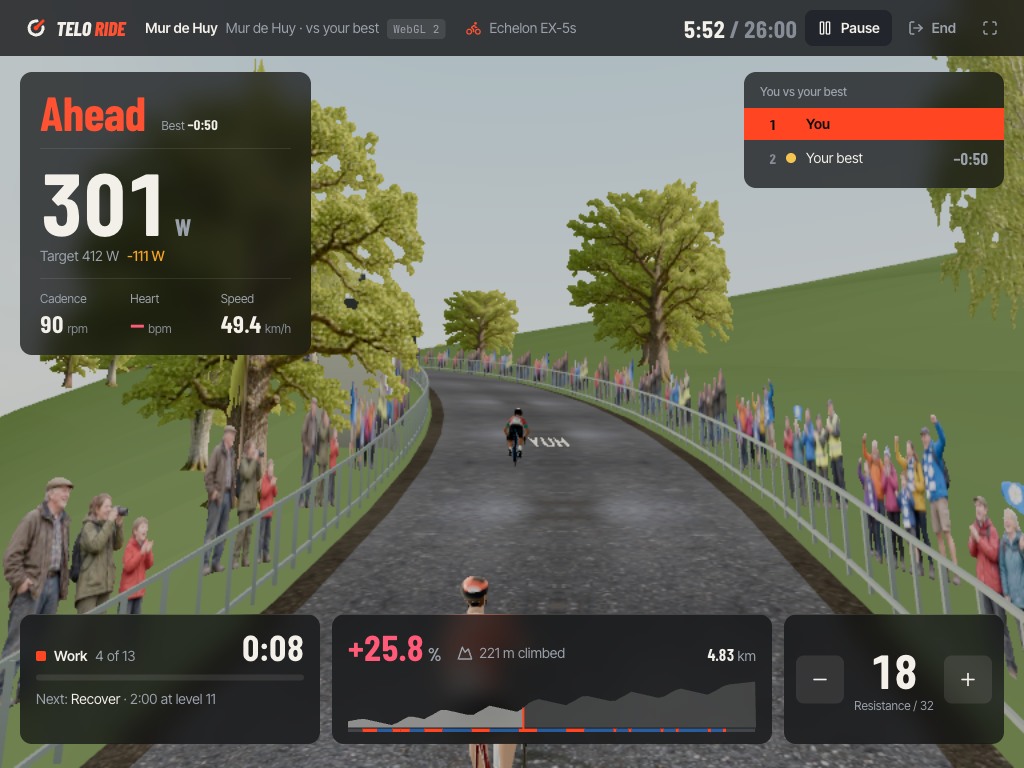 TELO RIDE Mur de Huy Mur de Huy · vs your best WebGL 2 Echelon EX-5s 5:52 / 26:00 Pause End
Ahead Best −0:50
301 W
Target 412 W -111 W
Cadence Heart Speed
90 rpm — bpm 49.4 km/h
You vs your best
1 You
2 Your best −0:50
HUY
Work 4 of 13 0:08
Next: Recover · 2:00 at level 11
+25.8 % 221 m climbed 4.83 km
− 18 +
Resistance / 32